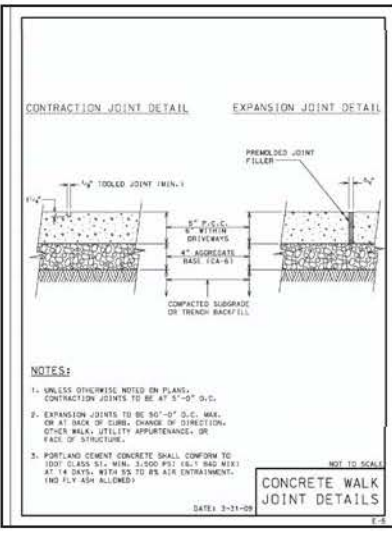 CONTRACTION JOINT DETAIL
EXPANSION JOINT DETAIL
PREMOLDED JOINT
FILLER
TOOLED JOINT (MIN.)
5" P.C.C.
6" WITHIN
DRIVEWAYS
4" AGGREGATE
BASE (CA-6)
COMPACTED SUBGRADE
OR TRENCH BACKFILL
NOTES:
1. UNLESS OTHERWISE NOTED ON PLANS,
CONTRACTION JOINTS TO BE AT 5'-0" O.C.
2. EXPANSION JOINTS TO BE 50'-0" O.C. MAX.
OR AT BACK OF CURB, CHANGE OF DIRECTION,
OTHER WALK, UTILITY APPURTENANCE, OR
FACE OF STRUCTURE.
3. PORTLAND CEMENT CONCRETE SHALL CONFORM TO
IDOT CLASS SI, MIN. 3,500 PSI (6.1 BAG MIX)
AT 14 DAYS, WITH 5% TO 8% AIR ENTRAINMENT.
(NO FLY ASH ALLOWED)
NOT TO SCALE
CONCRETE WALK
JOINT DETAILS
DATE: 3-31-09